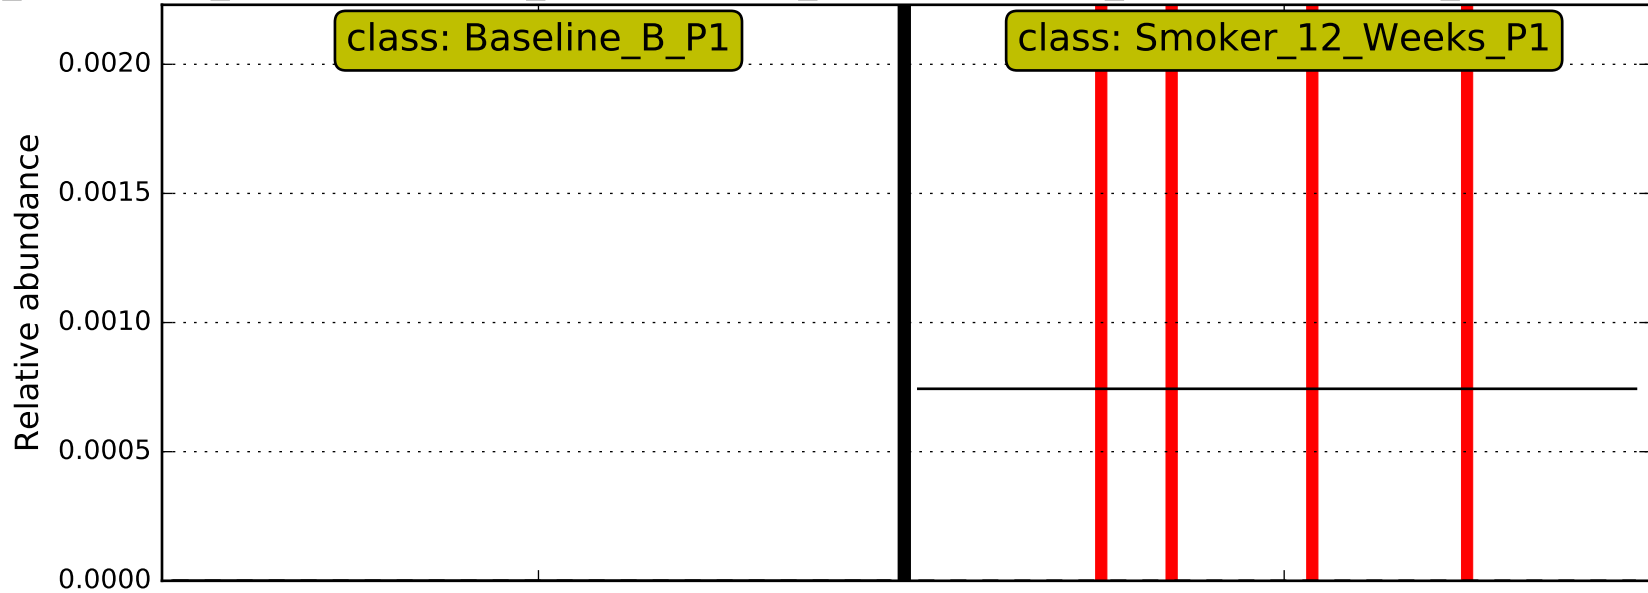 class: Baseline_B_P1
class: Smoker_12_Weeks_P1
0.0020
0.0015
0.0010
0.0005
0.0000
Relative abundance